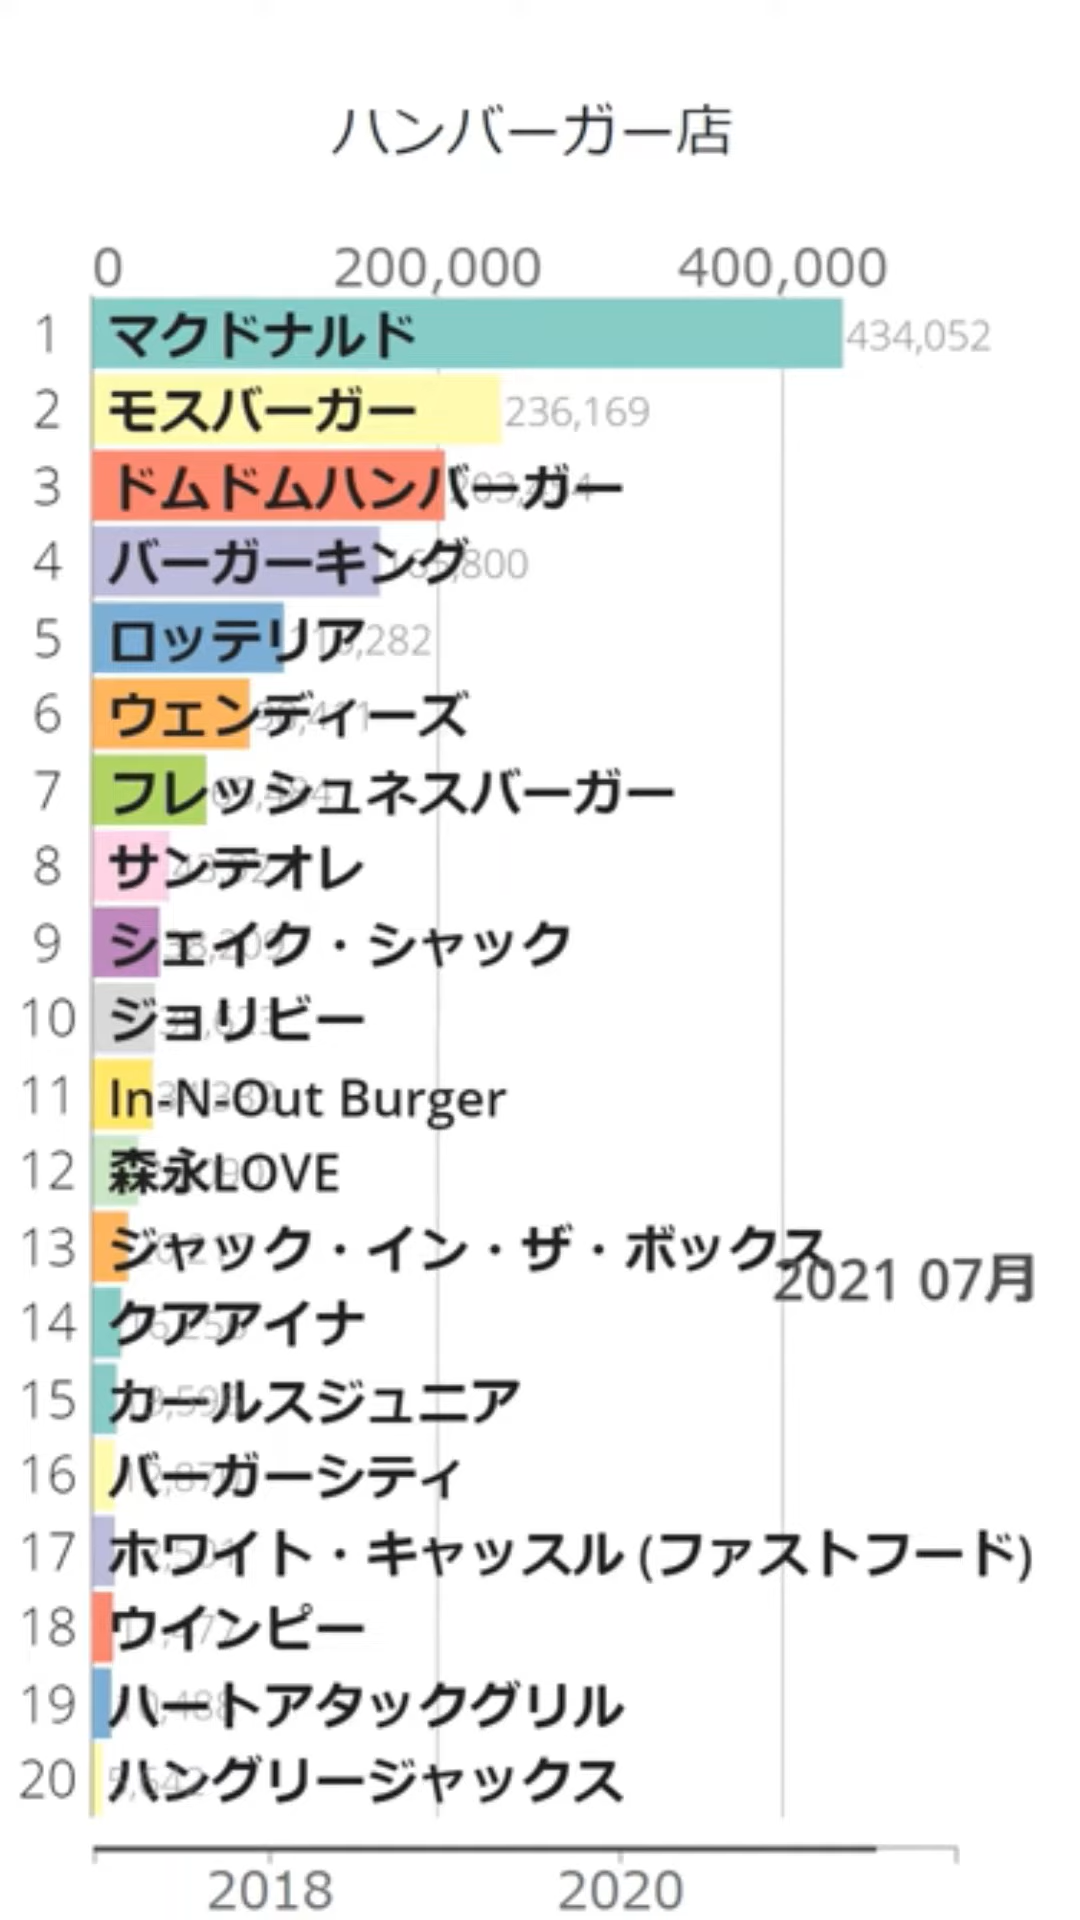 ハンバーガー店
0 200,000 400,000
1 マクドナルド 434,052
2 モスバーガー 236,169
3 ドムドムハンバーガー
4 バーガーキング
5 ロッテリア
6 ウェンディーズ
7 フレッシュネスバーガー
8 サンテオレ
9 シェイク・シャック
10 ジョリビー
11 In-N-Out Burger
12 森永LOVE
13 ジャック・イン・ザ・ボックス
2021 07月
14 クアアイナ
15 カールスジュニア
16 バーガーシティ
17 ホワイト・キャッスル (ファストフード)
18 ウインピー
19 ハートアタックグリル
20 ハングリージャックス
2018 2020